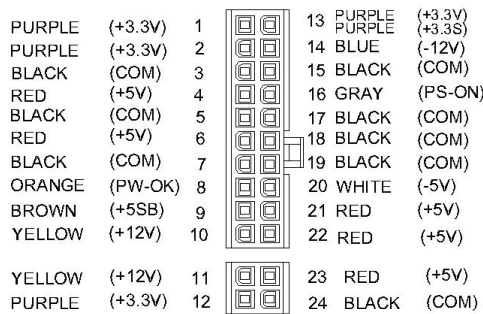 PURPLE (+3.3V) 1
PURPLE (+3.3V) 2
BLACK (COM) 3
RED (+5V) 4
BLACK (COM) 5
RED (+5V) 6
BLACK (COM) 7
ORANGE (PW-OK) 8
BROWN (+5SB) 9
YELLOW (+12V) 10
YELLOW (+12V) 11
PURPLE (+3.3V) 12
13 PURPLE (+3.3V)
PURPLE (+3.3S)
14 BLUE (-12V)
15 BLACK (COM)
16 GRAY (PS-ON)
17 BLACK (COM)
18 BLACK (COM)
19 BLACK (COM)
20 WHITE (-5V)
21 RED (+5V)
22 RED (+5V)
23 RED (+5V)
24 BLACK (COM)